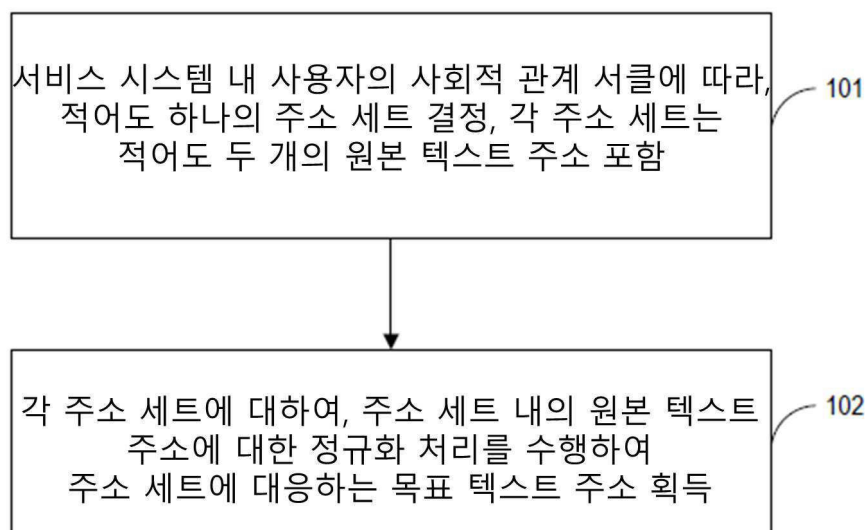 서비스 시스템 내 사용자의 사회적 관계 서클에 따라,
적어도 하나의 주소 세트 결정, 각 주소 세트는
적어도 두 개의 원본 텍스트 주소 포함
101
각 주소 세트에 대하여, 주소 세트 내의 원본 텍스트
주소에 대한 정규화 처리를 수행하여
주소 세트에 대응하는 목표 텍스트 주소 획득
102